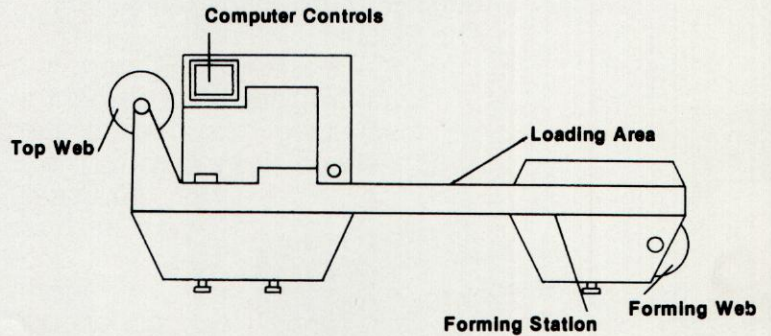 Computer Controls
Top Web
Loading Area
Forming Web
Forming Station